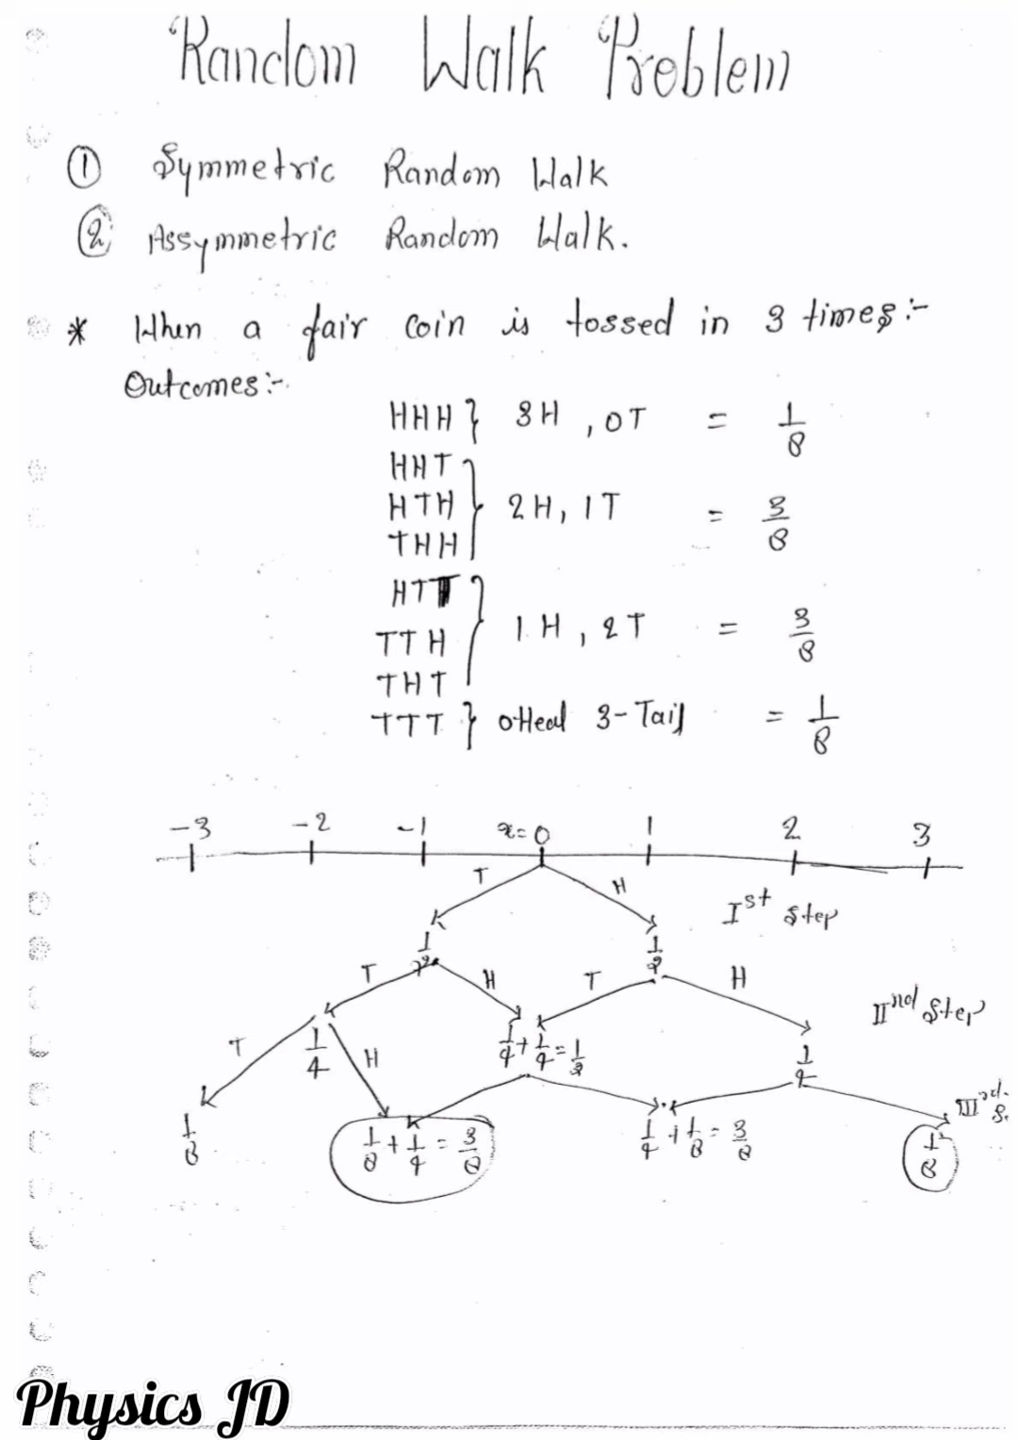 Random Walk Problem
① Symmetric Random Walk
② Assymmetric Random Walk.
* When a fair coin is tossed in 3 times:-
Outcomes:-
HHH } 3H , 0T = 1/8
HHT
HTH } 2H, 1T = 3/8
THH
HTT
TTH } 1H, 2T = 3/8
THT
TTT } 0Head 3-Tail = 1/8
-3 -2 -1 x=0 1 2 3
T H Ist Step
1/2 1/2
T H T H IInd Step
T 1/4 H 1/4+1/4=1/2 1/4
1/8 1/8+1/4=3/8 1/4+1/8=3/8 1/8 IIIrd
Physics JD